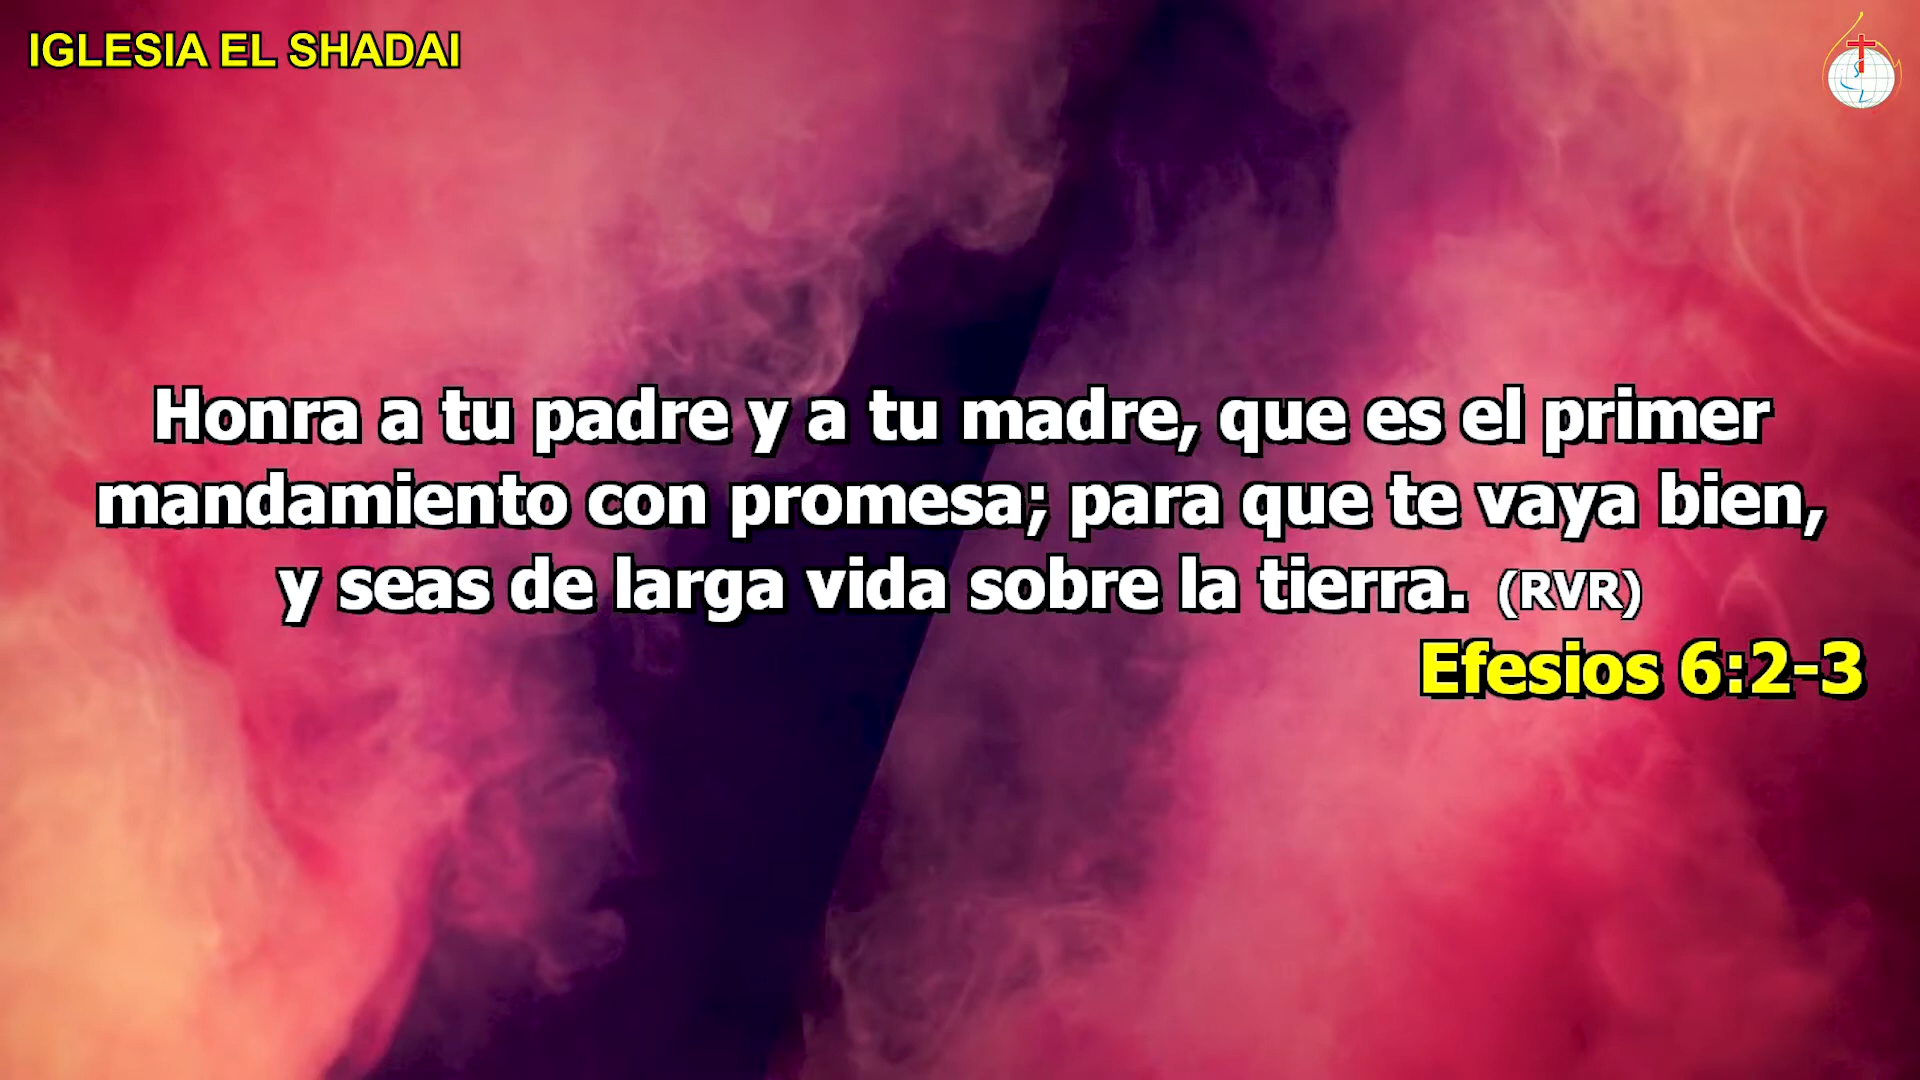 IGLESIA EL SHADAI
Honra a tu padre y a tu madre, que es el primer
mandamiento con promesa; para que te vaya bien,
y seas de larga vida sobre la tierra. (RVR)
Efesios 6:2-3